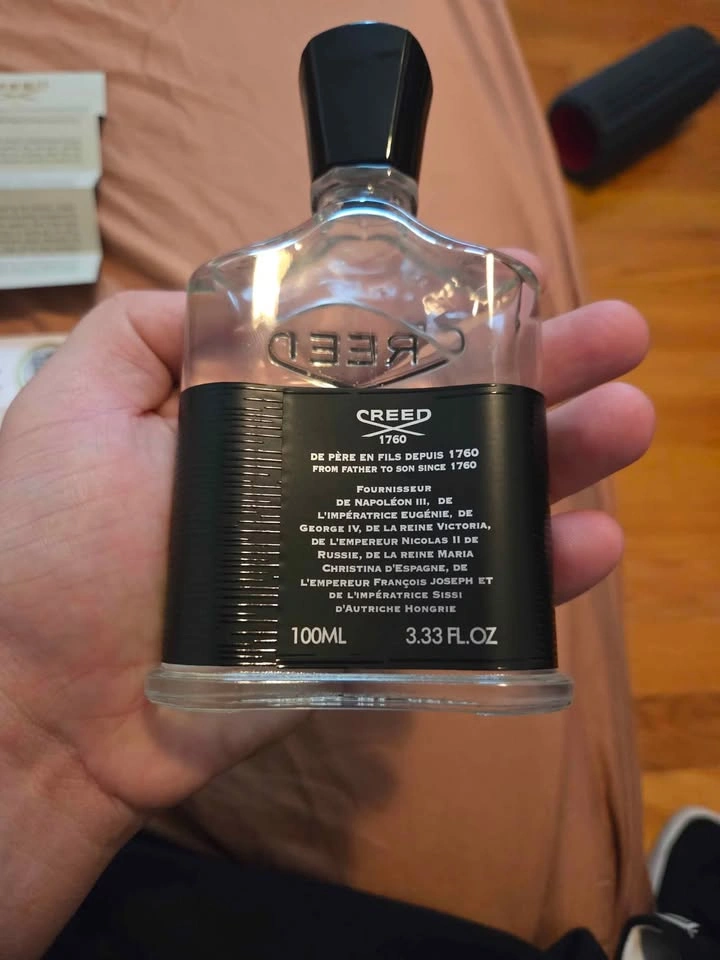 CREED
CREED
1760
DE PÈRE EN FILS DEPUIS 1760
FROM FATHER TO SON SINCE 1760
FOURNISSEUR
DE NAPOLÉON III, DE
L'IMPÉRATRICE EUGÉNIE, DE
GEORGE IV, DE LA REINE VICTORIA,
DE L'EMPEREUR NICOLAS II DE
RUSSIE, DE LA REINE MARIA
CHRISTINA D'ESPAGNE, DE
L'EMPEREUR FRANÇOIS JOSEPH ET
DE L'IMPÉRATRICE SISSI
D'AUTRICHE HONGRIE
100ML 3.33 FL.OZ